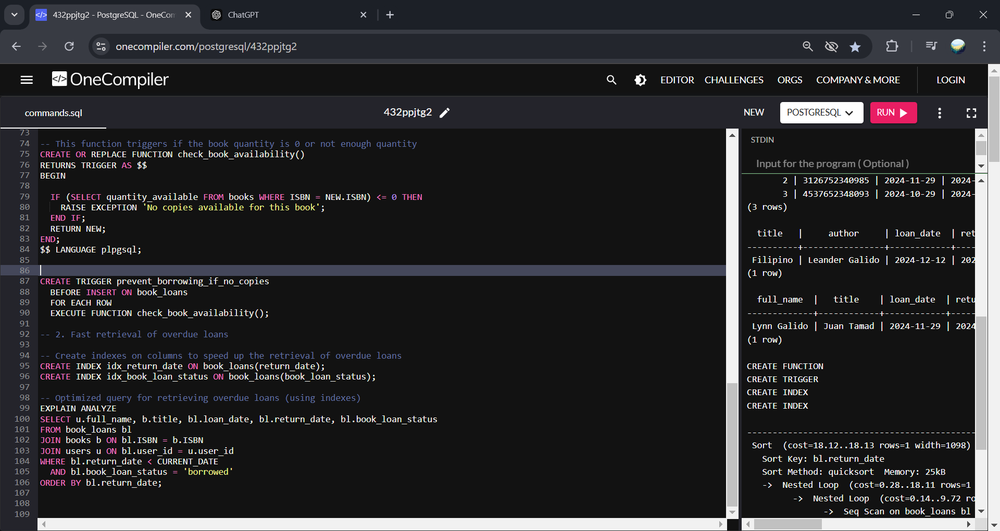 432ppjtg2 - PostgreSQL - OneCom
ChatGPT
onecompiler.com/postgresql/432ppjtg2
</> OneCompiler
EDITOR CHALLENGES ORGS COMPANY & MORE LOGIN
commands.sql
432ppjtg2
NEW POSTGRESQL RUN
73
74 -- This function triggers if the book quantity is 0 or not enough quantity
75 CREATE OR REPLACE FUNCTION check_book_availability()
76 RETURNS TRIGGER AS $$
77 BEGIN
78
79 IF (SELECT quantity_available FROM books WHERE ISBN = NEW.ISBN) <= 0 THEN
80 RAISE EXCEPTION 'No copies available for this book';
81 END IF;
82 RETURN NEW;
83 END;
84 $$ LANGUAGE plpgsql;
85
86
87 CREATE TRIGGER prevent_borrowing_if_no_copies
88 BEFORE INSERT ON book_loans
89 FOR EACH ROW
90 EXECUTE FUNCTION check_book_availability();
91
92 -- 2. Fast retrieval of overdue loans
93
94 -- Create indexes on columns to speed up the retrieval of overdue loans
95 CREATE INDEX idx_return_date ON book_loans(return_date);
96 CREATE INDEX idx_book_loan_status ON book_loans(book_loan_status);
97
98 -- Optimized query for retrieving overdue loans (using indexes)
99 EXPLAIN ANALYZE
100 SELECT u.full_name, b.title, bl.loan_date, bl.return_date, bl.book_loan_status
101 FROM book_loans bl
102 JOIN books b ON bl.ISBN = b.ISBN
103 JOIN users u ON bl.user_id = u.user_id
104 WHERE bl.return_date < CURRENT_DATE
105 AND bl.book_loan_status = 'borrowed'
106 ORDER BY bl.return_date;
107
108
109
STDIN
Input for the program ( Optional )
2 | 3126752340985 | 2024-11-29 | 2024-
3 | 4537652348093 | 2024-10-29 | 2024-
(3 rows)
title | author | loan_date | ret
----------+----------------+------------+----
Filipino | Leander Galido | 2024-12-12 | 202
(1 row)
full_name | title | loan_date | retu
-------------+------------+------------+-----
Lynn Galido | Juan Tamad | 2024-11-29 | 2024
(1 row)
CREATE FUNCTION
CREATE TRIGGER
CREATE INDEX
CREATE INDEX
---------------------------------------------
Sort (cost=18.12..18.13 rows=1 width=1098)
Sort Key: bl.return_date
Sort Method: quicksort Memory: 25kB
-> Nested Loop (cost=0.28..18.11 rows=1
-> Nested Loop (cost=0.14..9.72 ro
-> Seq Scan on book_loans bl